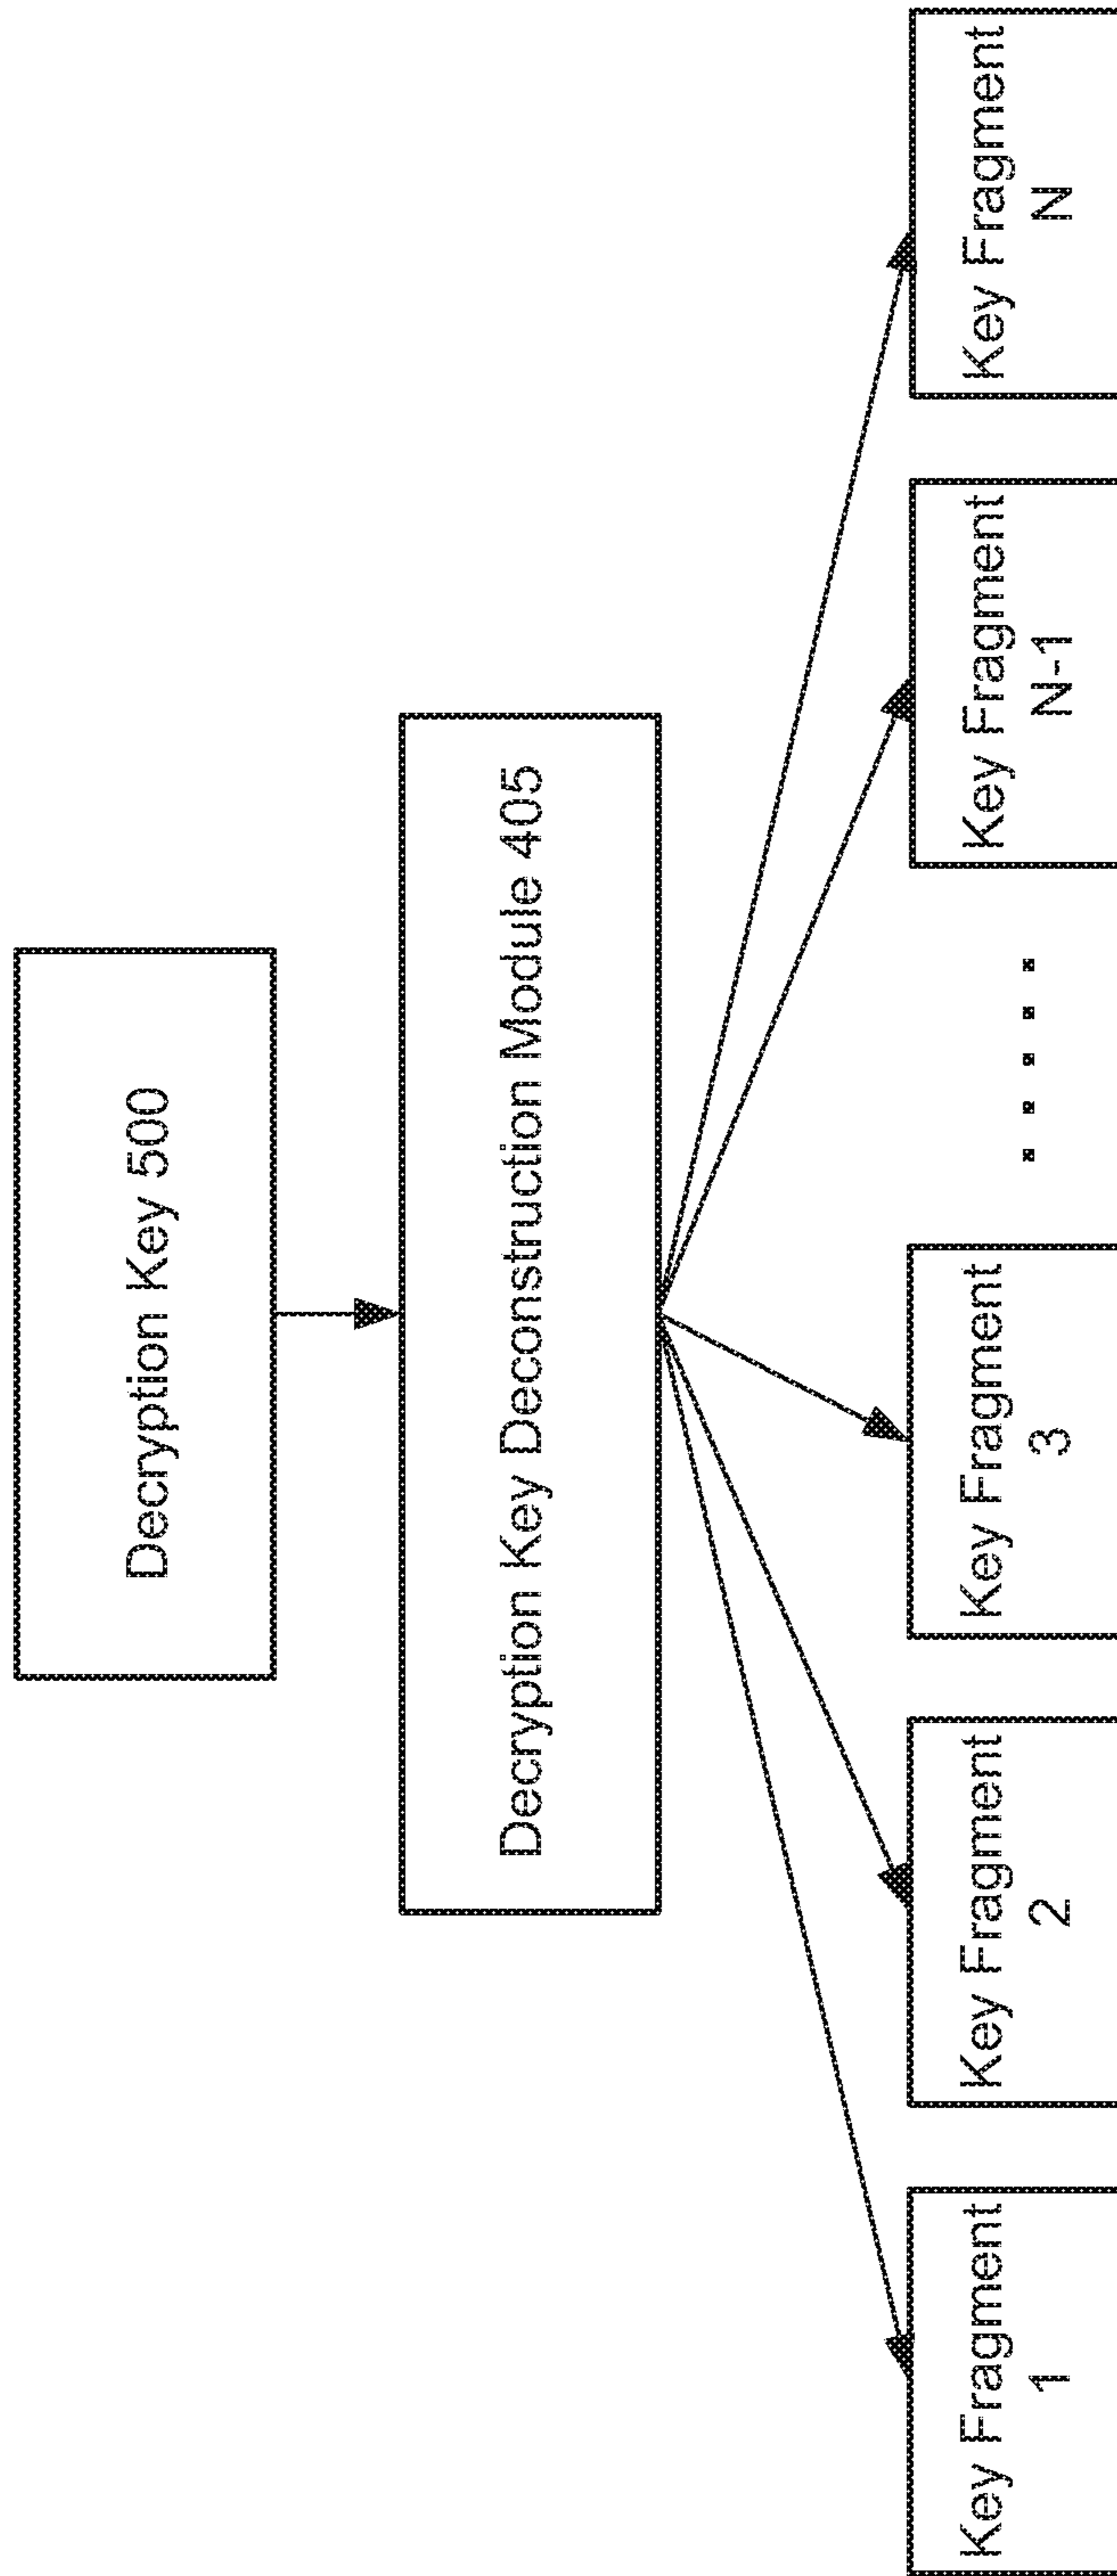 Decryption Key 500
Decryption Key Deconstruction Module 405
Key Fragment
1
Key Fragment
2
Key Fragment
3
Key Fragment
N-1
Key Fragment
N